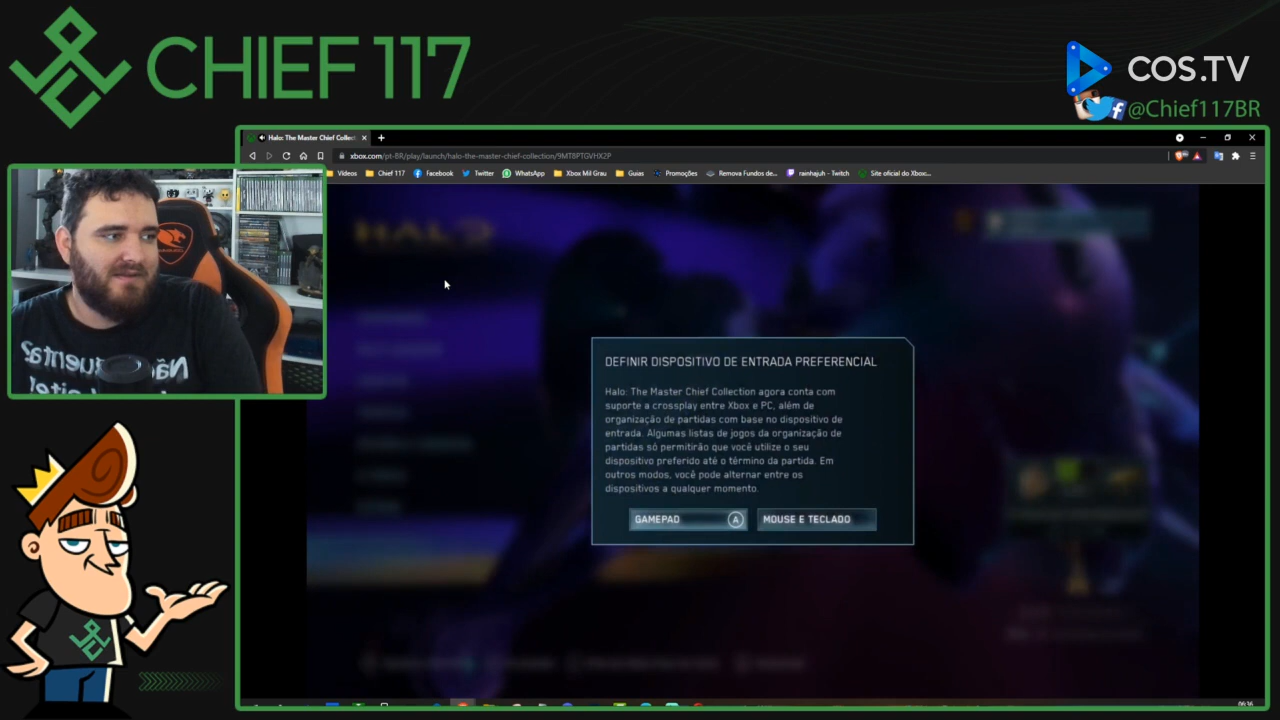 CHIEF 117
COS.TV
@Chief117BR
Halo: The Master Chief Collect
xbox.com/pt-BR/play/launch/halo-the-master-chief-collection/9MT8PTGVHX2P
Vídeos
Chief 117
Facebook
Twitter
WhatsApp
Xbox Mil Grau
Guias
Promoções
Remova Fundos de...
rainhajuh - Twitch
Site oficial do Xbox...
HALO
DEFINIR DISPOSITIVO DE ENTRADA PREFERENCIAL
Halo: The Master Chief Collection agora conta com
suporte a crossplay entre Xbox e PC, além de
organização de partidas com base no dispositivo de
entrada. Algumas listas de jogos da organização de
partidas só permitirão que você utilize o seu
dispositivo preferido até o término da partida. Em
outros modos, você pode alternar entre os
dispositivos a qualquer momento.
GAMEPAD A
MOUSE E TECLADO
06:36